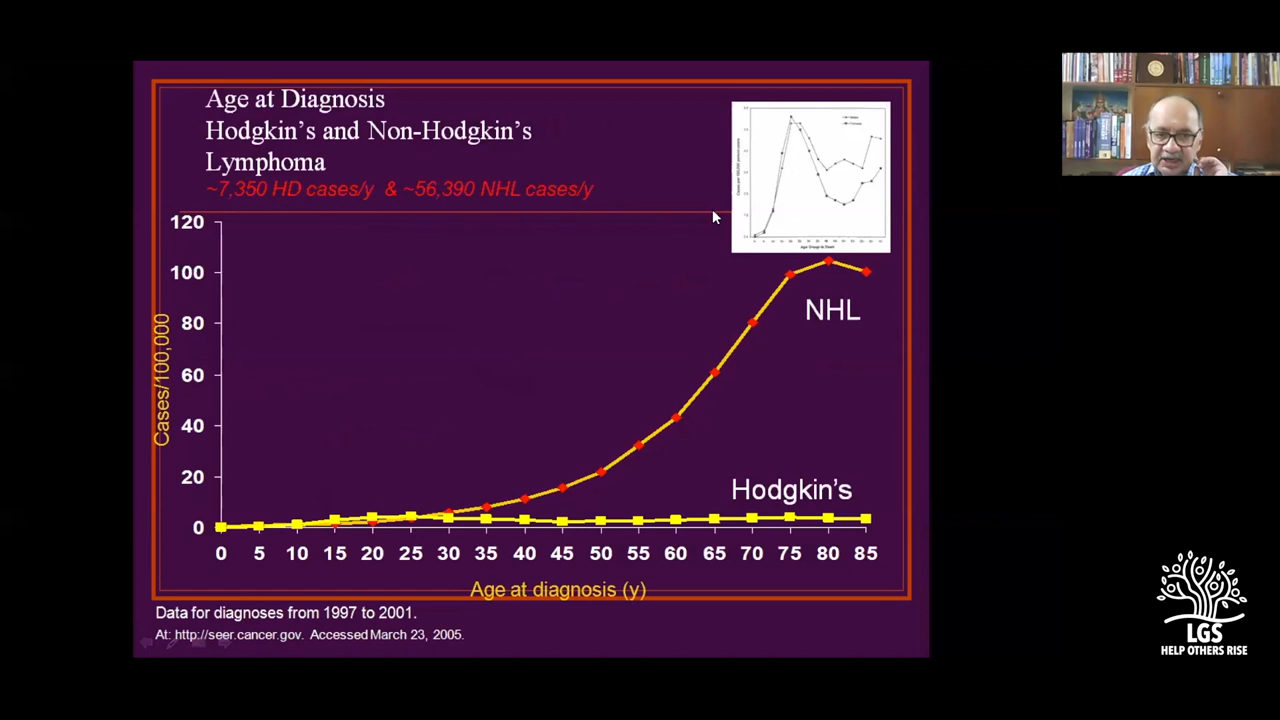 Age at Diagnosis
Hodgkin's and Non-Hodgkin's
Lymphoma
~7,350 HD cases/y & ~56,390 NHL cases/y
Cases/100,000
120
100
80
60
40
20
0
NHL
Hodgkin's
0 5 10 15 20 25 30 35 40 45 50 55 60 65 70 75 80 85
Age at diagnosis (y)
Data for diagnoses from 1997 to 2001.
At: http://seer.cancer.gov. Accessed March 23, 2005.
LGS
HELP OTHERS RISE